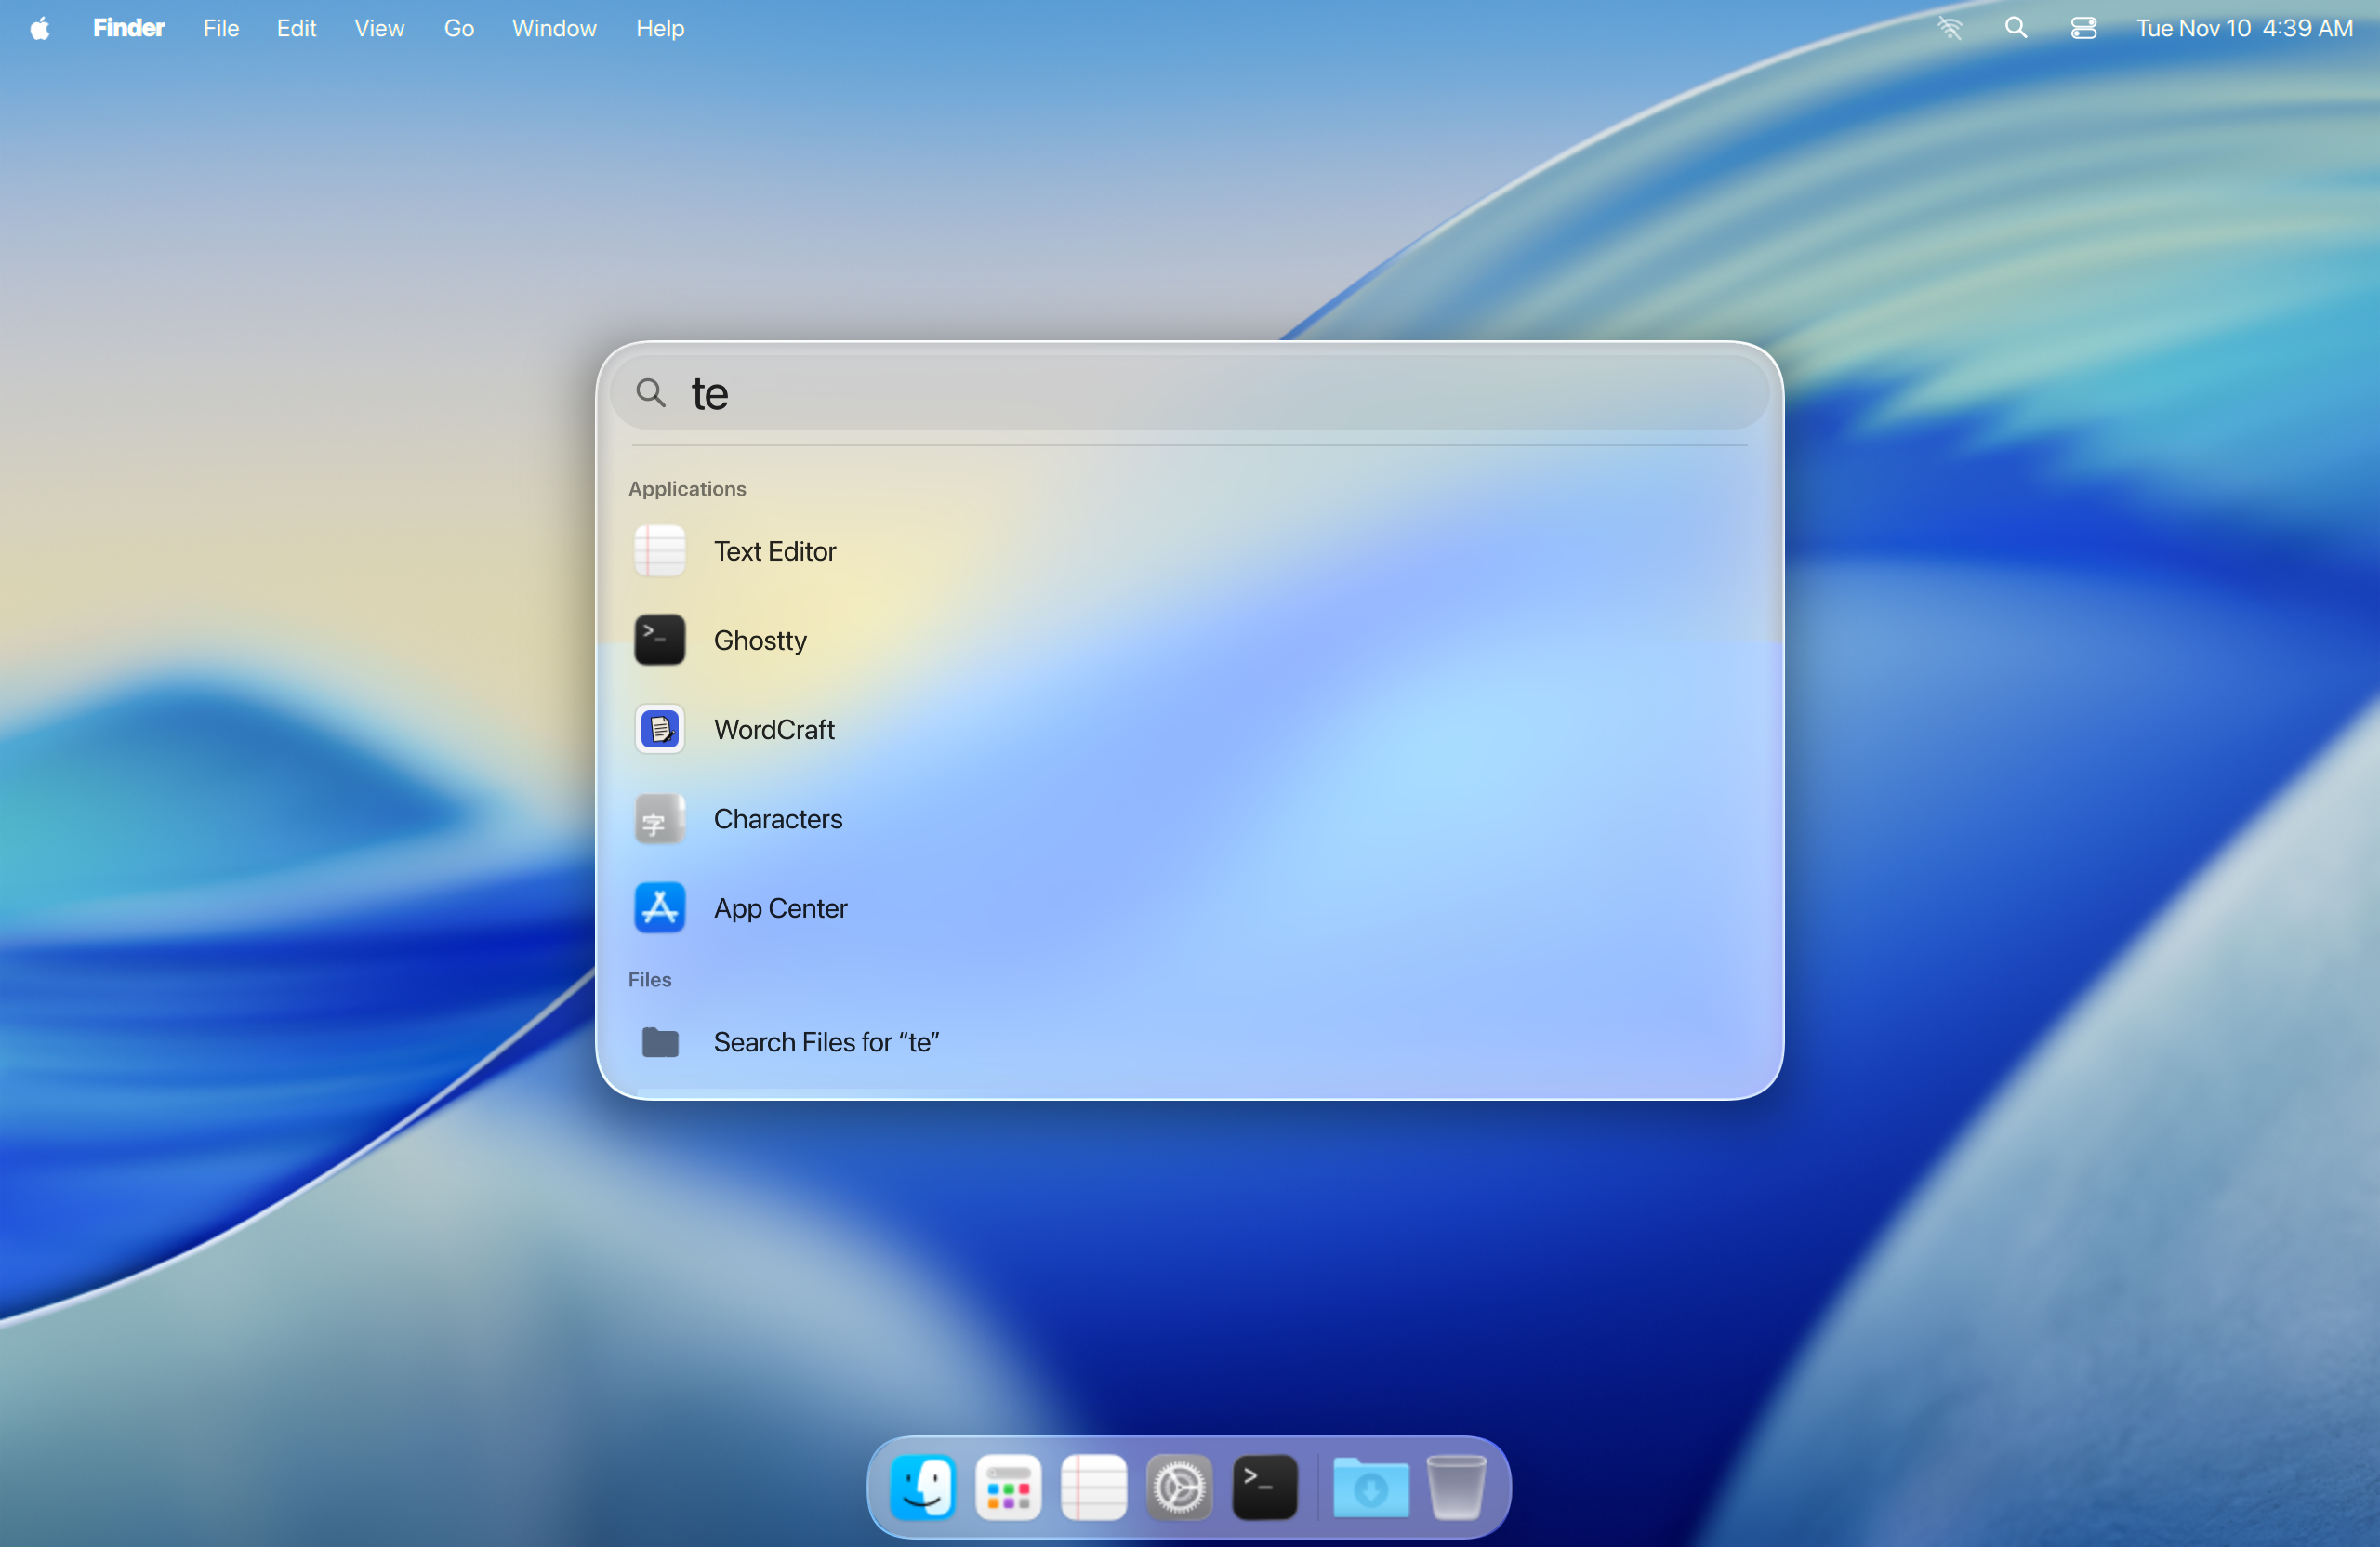 Finder File Edit View Go Window Help Tue Nov 10 4:39 AM
te
Applications
Text Editor
>_
Ghostty
WordCraft
字
Characters
App Center
Files
Search Files for “te”
>_